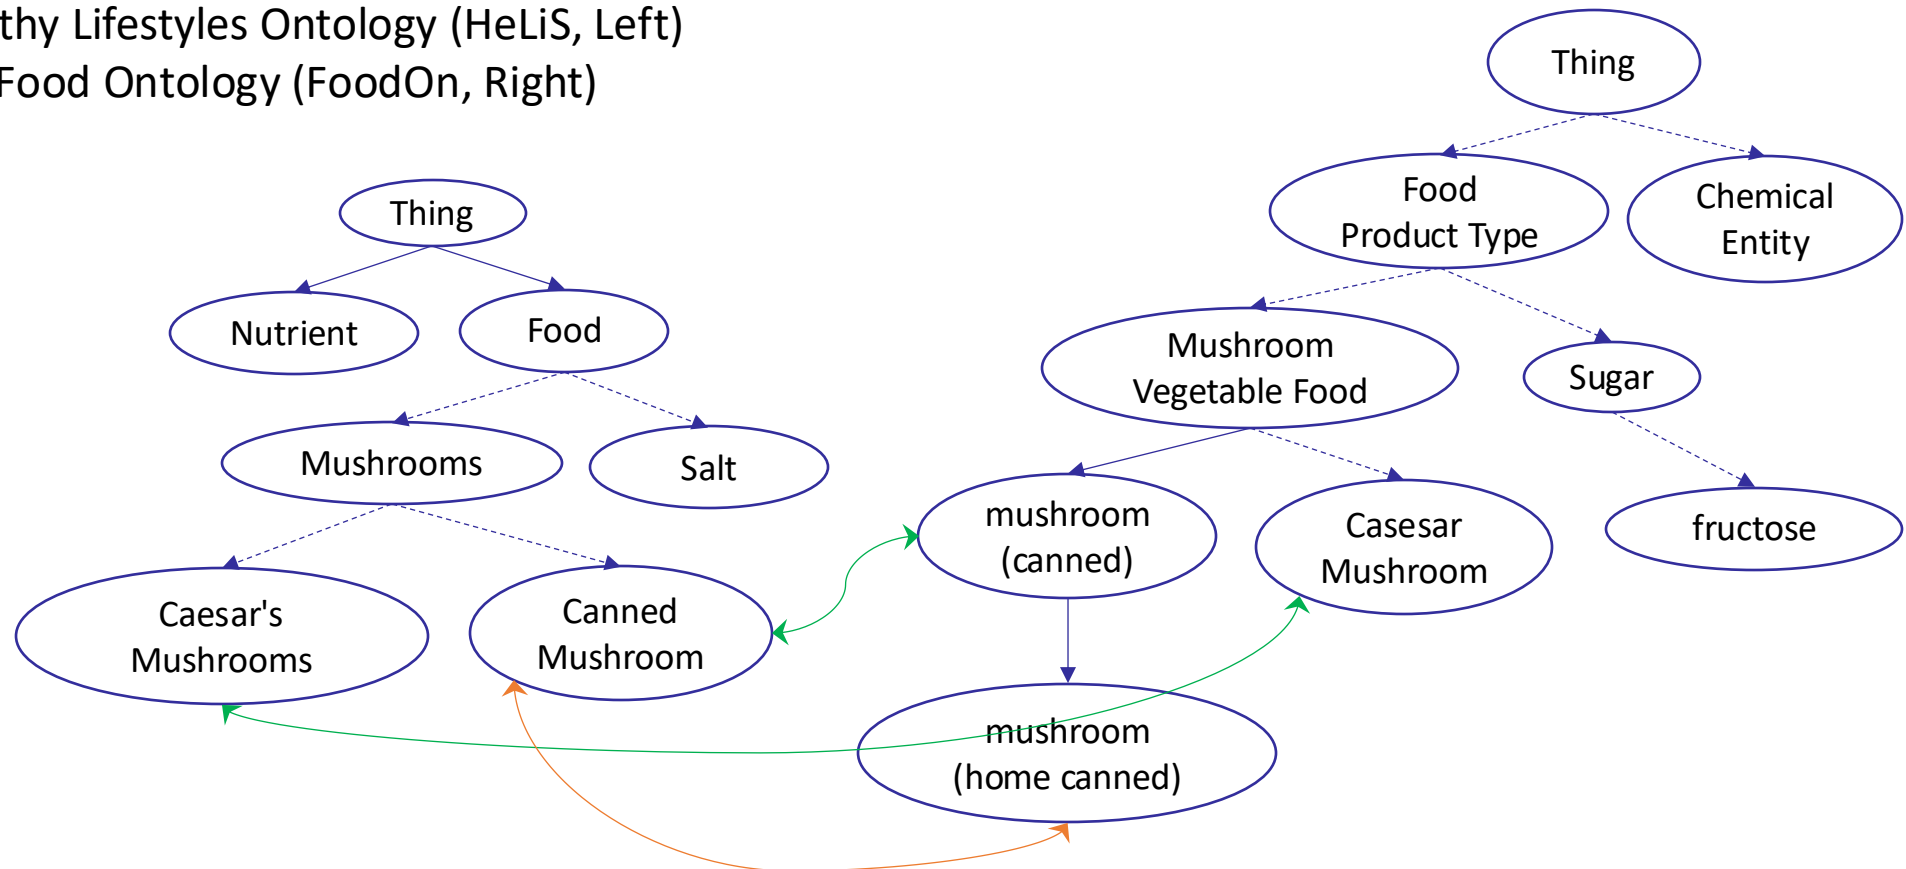 thy Lifestyles Ontology (HeLiS, Left)
Food Ontology (FoodOn, Right)
Thing
Food
Product Type
Chemical
Entity
Thing
Nutrient
Food
Mushroom
Vegetable Food
Sugar
Mushrooms
Salt
mushroom
(canned)
Casesar
Mushroom
fructose
Caesar's
Mushrooms
Canned
Mushroom
mushroom
(home canned)